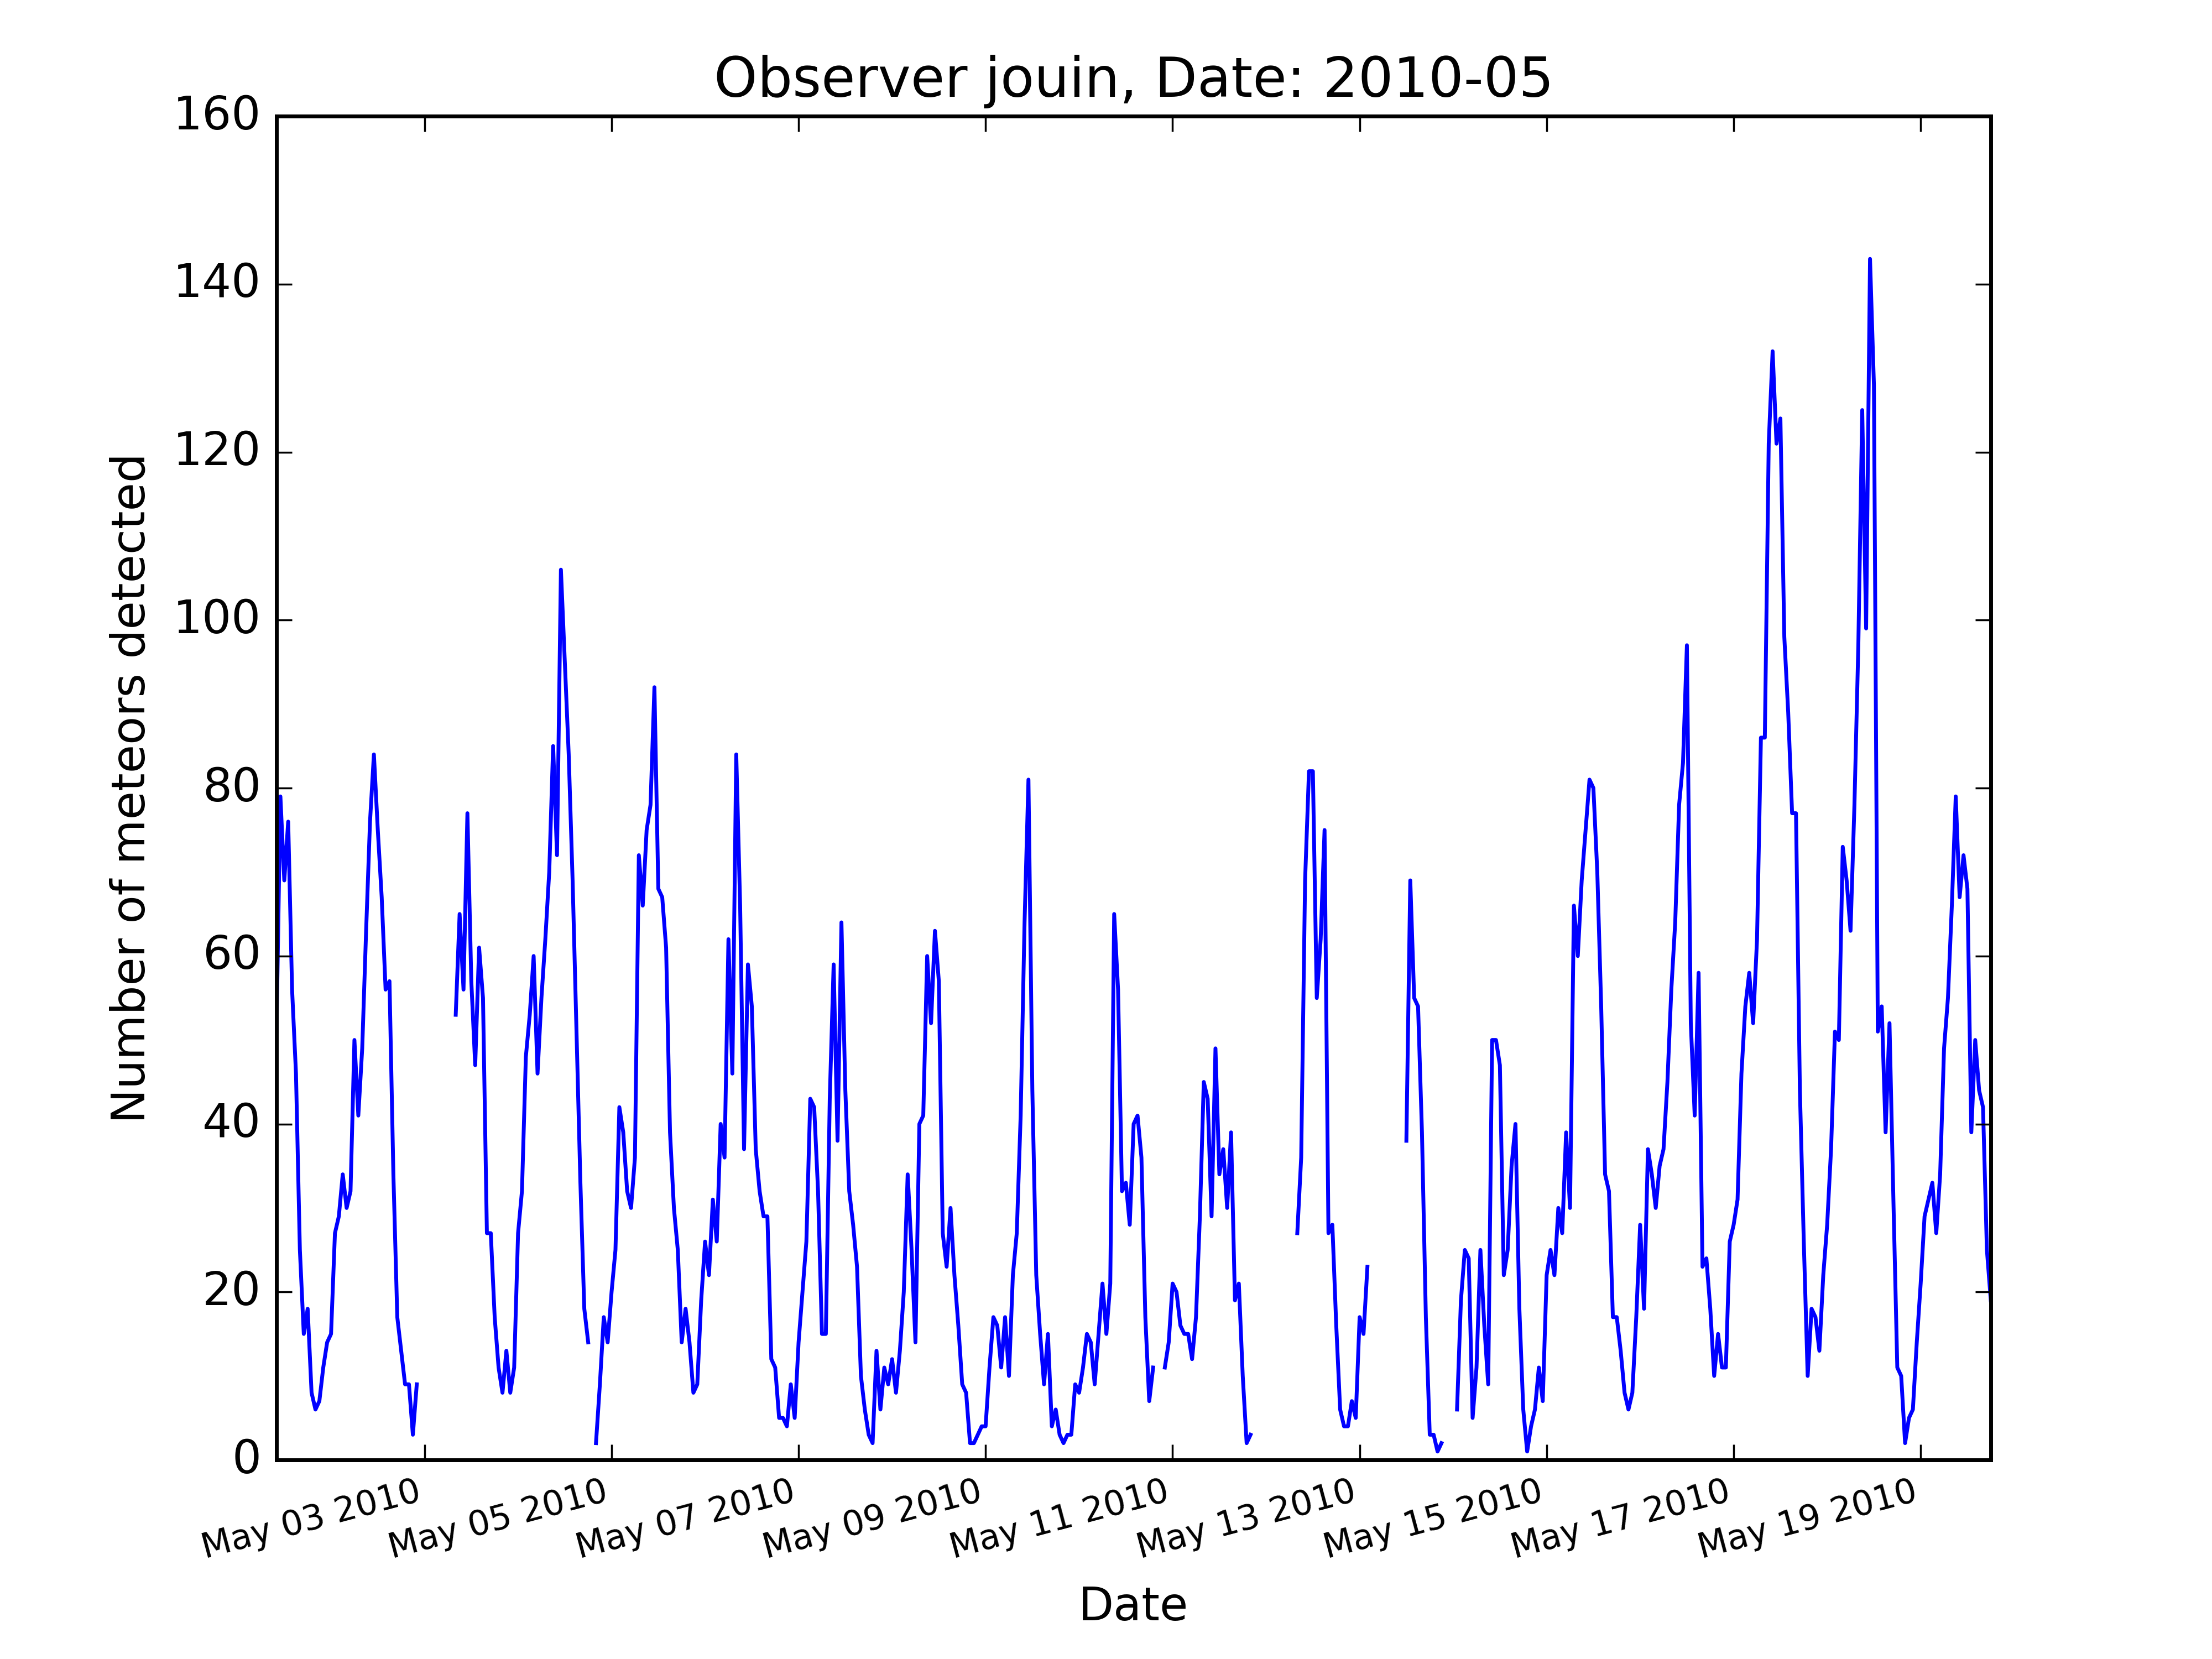 Observer jouin, Date: 2010-05
160
140
120
100
80
60
40
20
0
Number of meteors detected
May 03 2010
May 05 2010
May 07 2010
May 09 2010
May 11 2010
May 13 2010
May 15 2010
May 17 2010
May 19 2010
Date